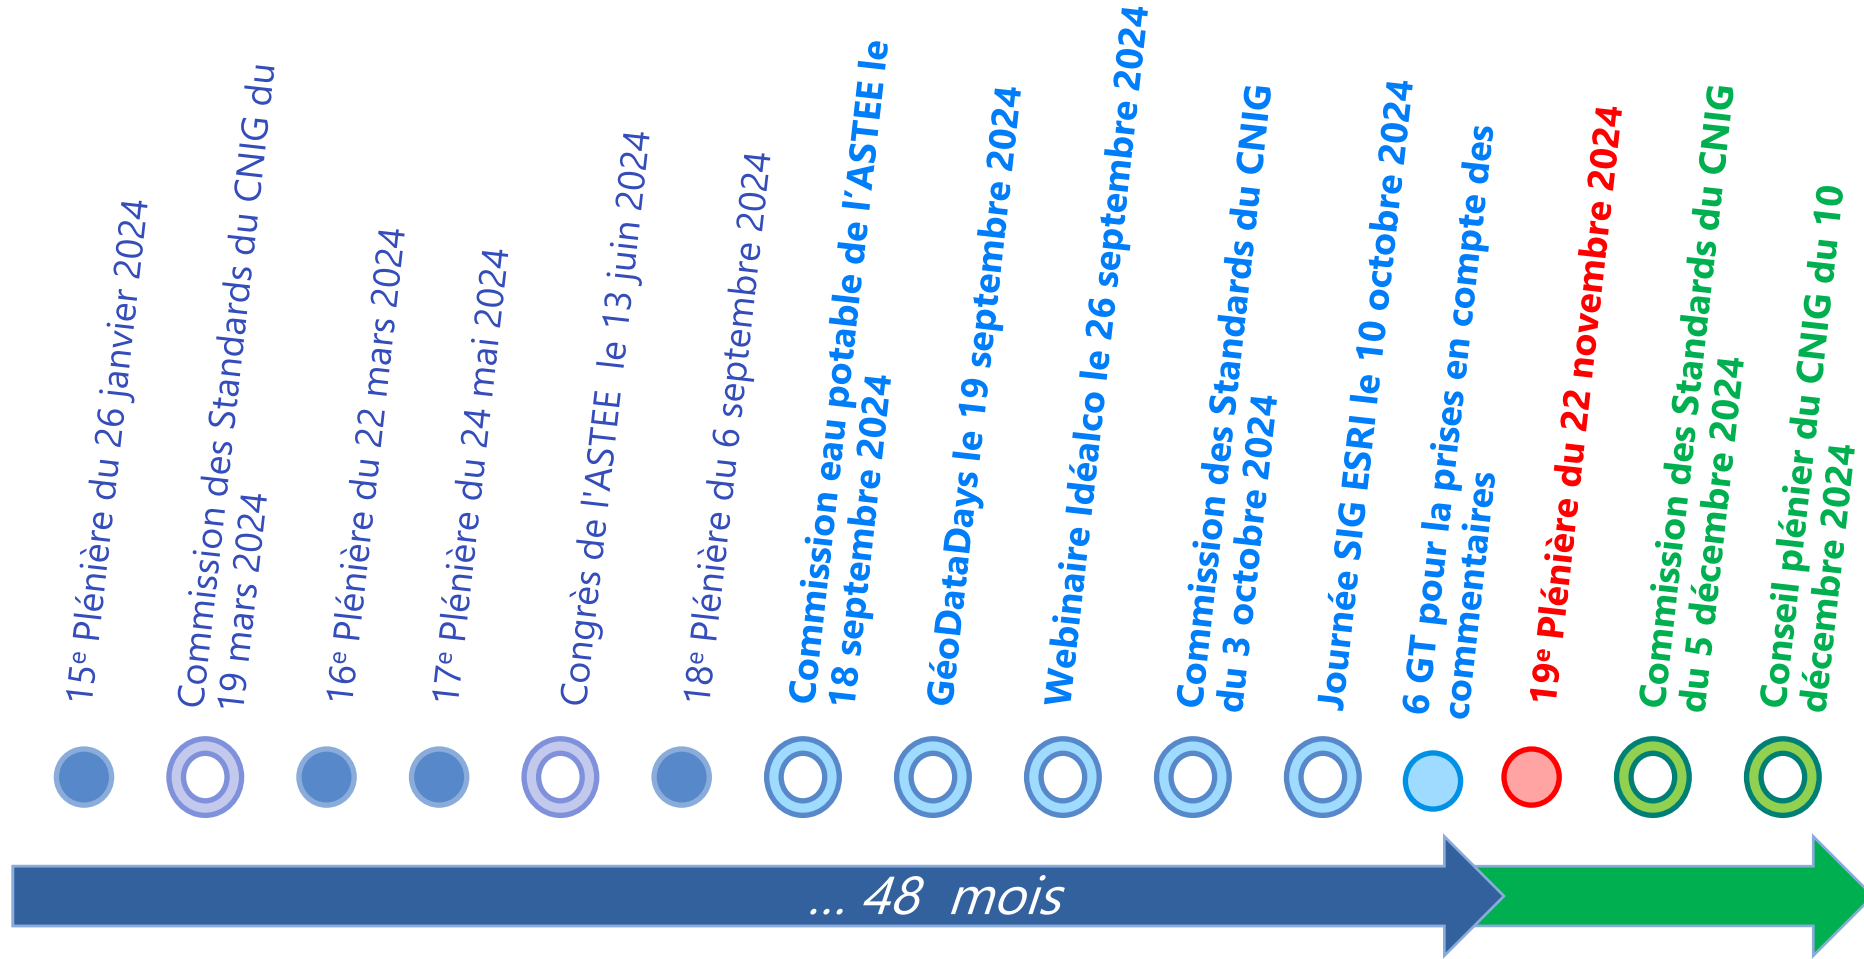 15e Plénière du 26 janvier 2024
Commission des Standards du CNIG du
19 mars 2024
16e Plénière du 22 mars 2024
17e Plénière du 24 mai 2024
Congrès de l'ASTEE le 13 juin 2024
18e Plénière du 6 septembre 2024
Commission eau potable de l’ASTEE le
18 septembre 2024
GéoDataDays le 19 septembre 2024
Webinaire Idéalco le 26 septembre 2024
Commission des Standards du CNIG
du 3 octobre 2024
Journée SIG ESRI le 10 octobre 2024
6 GT pour la prises en compte des
commentaires
19e Plénière du 22 novembre 2024
Commission des Standards du CNIG
du 5 décembre 2024
Conseil plénier du CNIG du 10
décembre 2024
... 48 mois